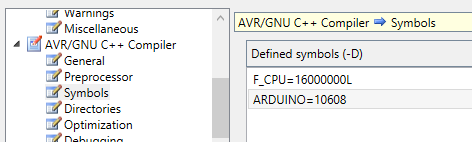 Warnings
Miscellaneous
AVR/GNU C++ Compiler
General
Preprocessor
Symbols
Directories
Optimization
Debugging
AVR/GNU C++ Compiler ➡ Symbols
Defined symbols (-D)
F_CPU=16000000L
ARDUINO=10608